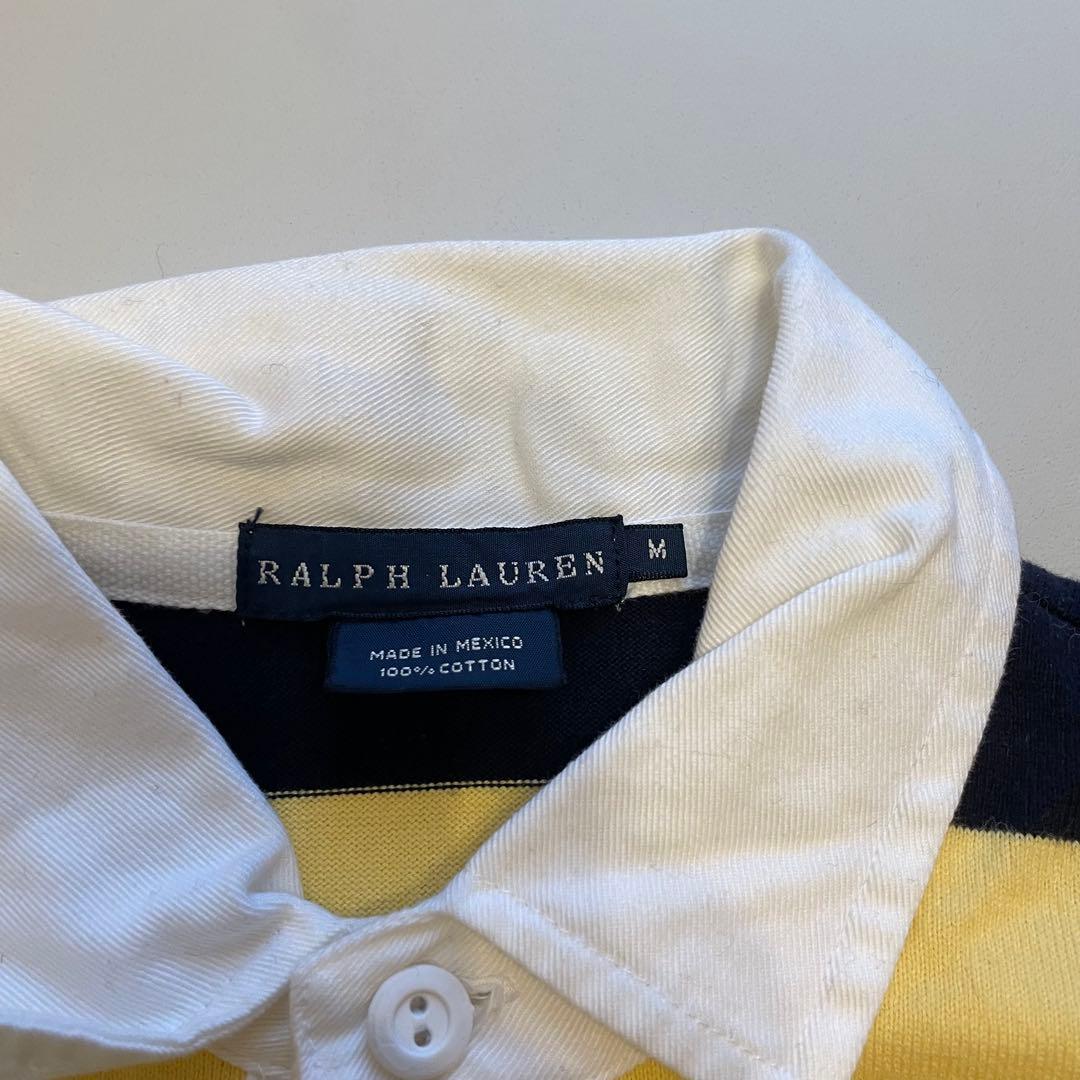 RALPH LAUREN
M
MADE IN MEXICO
100% COTTON